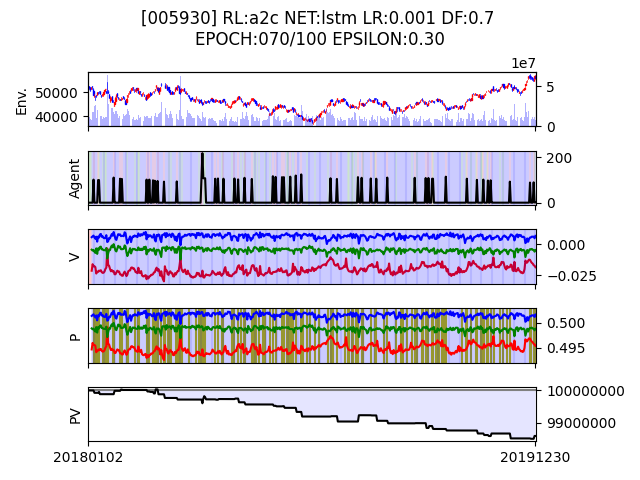 [005930] RL:a2c NET:lstm LR:0.001 DF:0.7
EPOCH:070/100 EPSILON:0.30
1e7
Env.
50000
40000
5
0
Agent
200
0
V
0.000
−0.025
P
0.500
0.495
PV
100000000
99000000
20180102
20191230